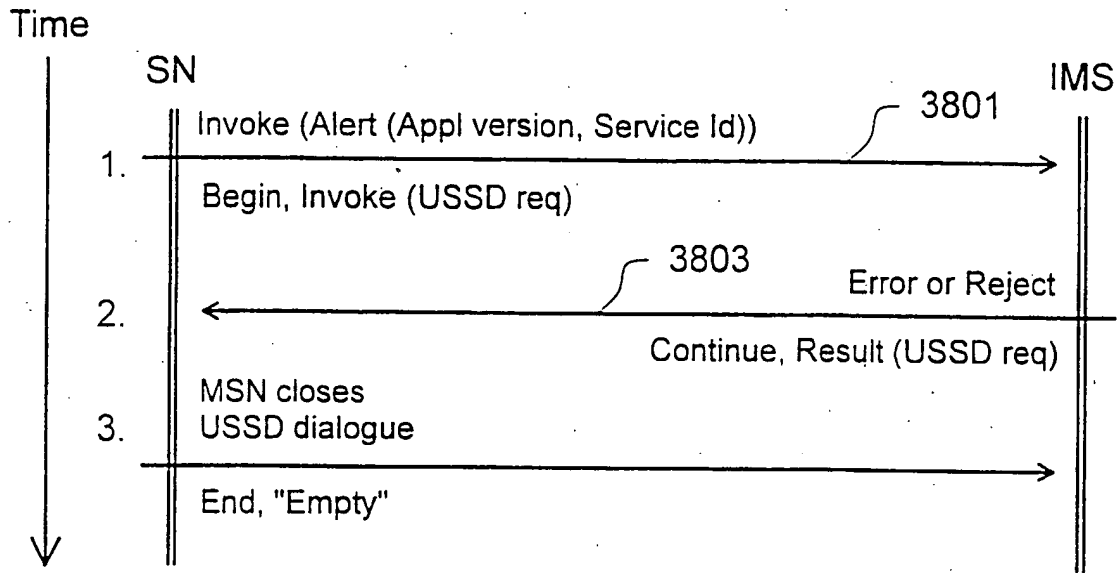 Time
SN
IMS
3801
Invoke (Alert (Appl version, Service Id))
1.
Begin, Invoke (USSD req)
3803
Error or Reject
2.
Continue, Result (USSD req)
MSN closes
3.
USSD dialogue
End, "Empty"